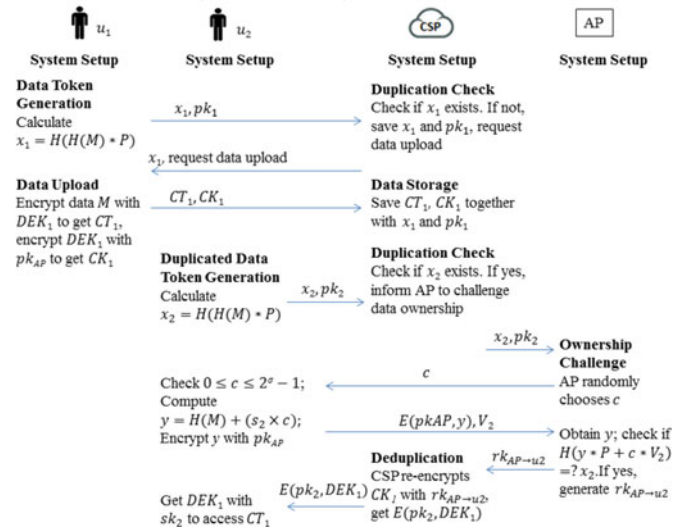 u₁
u₂
CSP
AP
System Setup
System Setup
System Setup
System Setup
Data Token
Generation
Calculate
x₁ = H(H(M) * P)
x₁, pk₁
Duplication Check
Check if x₁ exists. If not,
save x₁ and pk₁, request
data upload
x₁, request data upload
Data Upload
Encrypt data M with
DEK₁ to get CT₁,
encrypt DEK₁ with
pk_AP to get CK₁
CT₁, CK₁
Data Storage
Save CT₁, CK₁ together
with x₁ and pk₁
Duplicated Data
Token Generation
Calculate
x₂ = H(H(M) * P)
x₂, pk₂
Duplication Check
Check if x₂ exists. If yes,
inform AP to challenge
data ownership
x₂, pk₂
Ownership
Challenge
AP randomly
chooses c
c
Check 0 ≤ c ≤ 2^σ − 1;
Compute
y = H(M) + (s₂ × c);
Encrypt y with pk_AP
E(pkAP, y), V₂
Obtain y; check if
H(y * P + c * V₂)
=? x₂.If yes,
generate rk_AP→u2
rk_AP→u2
Deduplication
CSP re-encrypts
CK₁ with rk_AP→u2,
get E(pk₂, DEK₁)
E(pk₂, DEK₁)
Get DEK₁ with
sk₂ to access CT₁